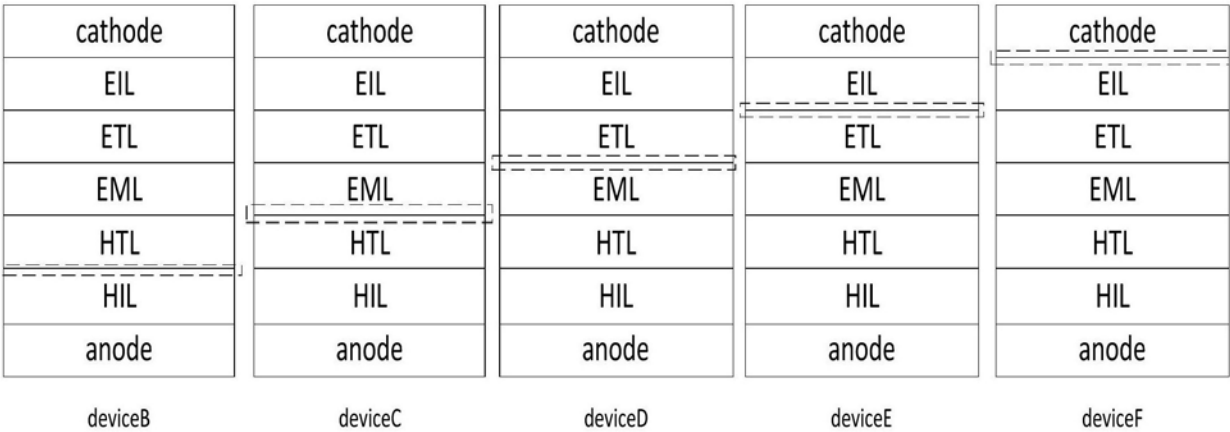 cathode cathode cathode cathode cathode
EIL EIL EIL EIL EIL
ETL ETL ETL ETL ETL
EML EML EML EML EML
HTL HTL HTL HTL HTL
HIL HIL HIL HIL HIL
anode anode anode anode anode
deviceB deviceC deviceD deviceE deviceF